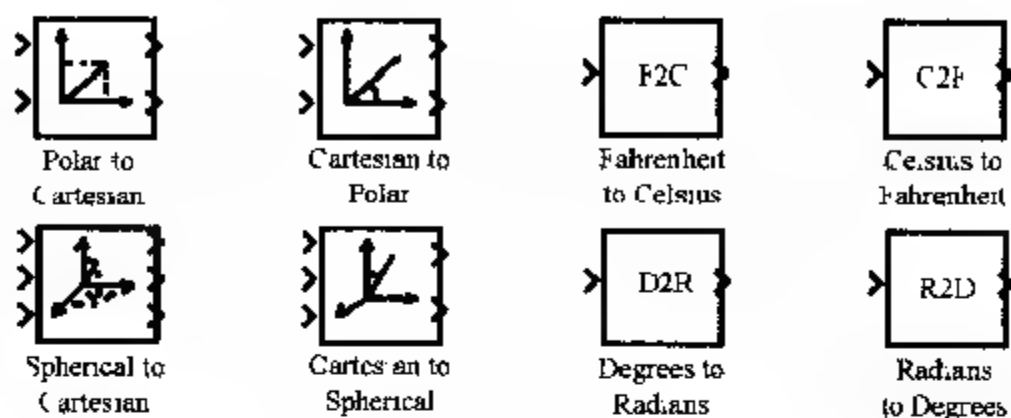 F2C
C2F
Polar to
Cartesian
Cartesian to
Polar
Fahrenheit
to Celsius
Celsius to
Fahrenheit
D2R
R2D
Spherical to
Cartesian
Cartesian to
Spherical
Degrees to
Radians
Radians
to Degrees